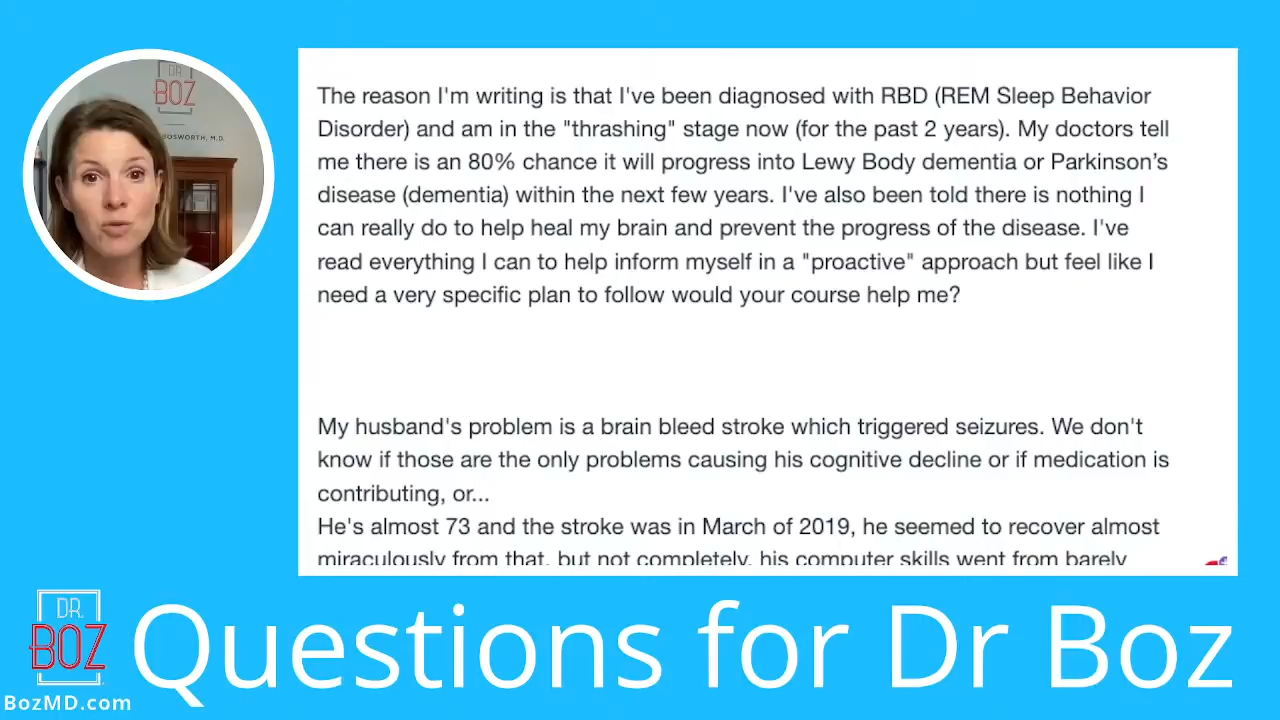 DR
BOZ
BOSWORTH, M.D.
The reason I'm writing is that I've been diagnosed with RBD (REM Sleep Behavior
Disorder) and am in the "thrashing" stage now (for the past 2 years). My doctors tell
me there is an 80% chance it will progress into Lewy Body dementia or Parkinson’s
disease (dementia) within the next few years. I've also been told there is nothing I
can really do to help heal my brain and prevent the progress of the disease. I've
read everything I can to help inform myself in a "proactive" approach but feel like I
need a very specific plan to follow would your course help me?
My husband's problem is a brain bleed stroke which triggered seizures. We don't
know if those are the only problems causing his cognitive decline or if medication is
contributing, or...
He's almost 73 and the stroke was in March of 2019, he seemed to recover almost
miraculously from that, but not completely, his computer skills went from barely
DR.
BOZ
BozMD.com
Questions for Dr Boz